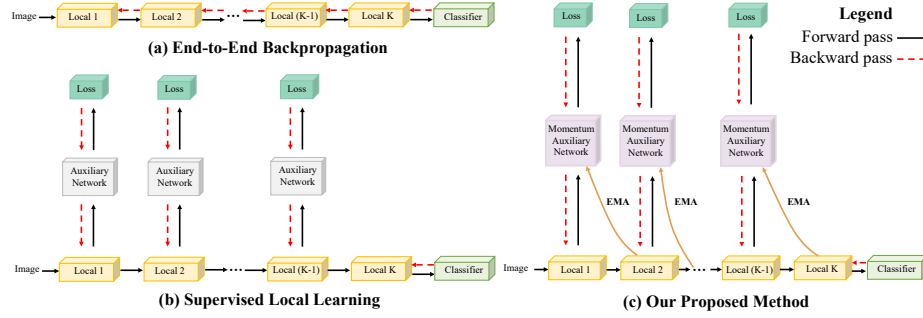 Image
Local 1
Local 2
...
Local (K-1)
Local K
Classifier
(a) End-to-End Backpropagation
Loss
Loss
Loss
Auxiliary
Network
Auxiliary
Network
Auxiliary
Network
Image
Local 1
Local 2
...
Local (K-1)
Local K
Classifier
(b) Supervised Local Learning
Loss
Loss
Loss
Legend
Forward pass
Backward pass
Momentum
Auxiliary
Network
Momentum
Auxiliary
Network
Momentum
Auxiliary
Network
EMA
EMA
EMA
Image
Local 1
Local 2
...
Local (K-1)
Local K
Classifier
(c) Our Proposed Method